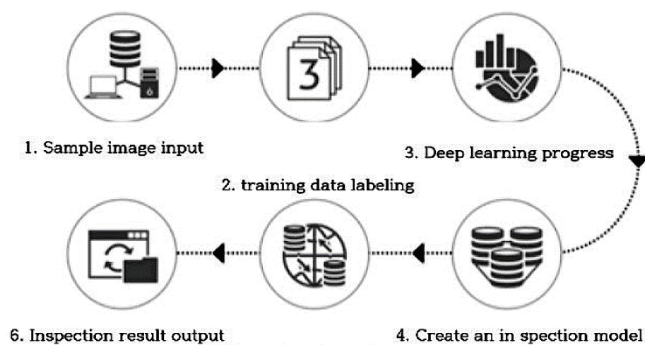 3
1. Sample image input
3. Deep learning progress
2. training data labeling
6. Inspection result output
4. Create an in spection model